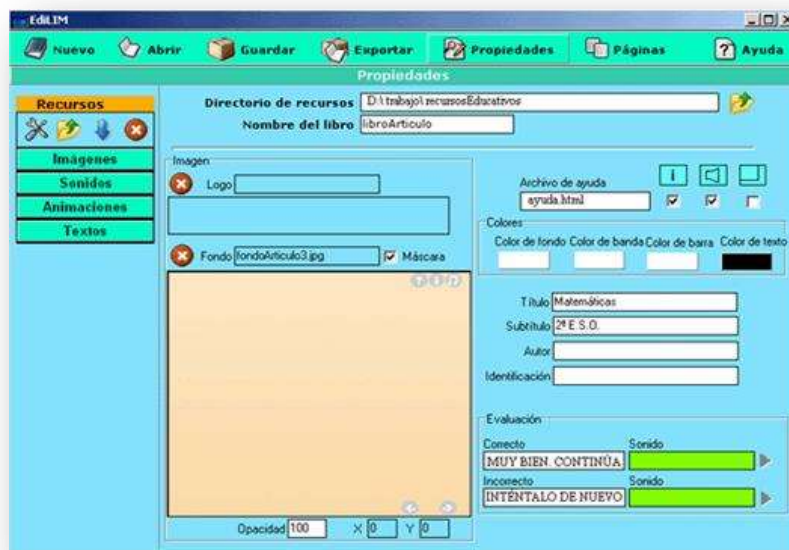 EdiLIM
Nuevo Abrir Guardar Exportar Propiedades Páginas Ayuda
Propiedades
Recursos
Imágenes
Sonidos
Animaciones
Textos
Directorio de recursos D:\trabajo\recursosEducativos
Nombre del libro libroArticulo
Imagen
Logo
Fondo fondoArticulo3.jpg Máscara
Opacidad 100 X 0 Y 0
Archivo de ayuda
ayuda.html
Colores
Color de fondo Color de banda Color de barra Color de texto
Título Matemáticas
Subtítulo 2º E.S.O.
Autor
Identificación
Evaluación
Correcto Sonido
MUY BIEN. CONTINÚA
Incorrecto Sonido
INTÉNTALO DE NUEVO